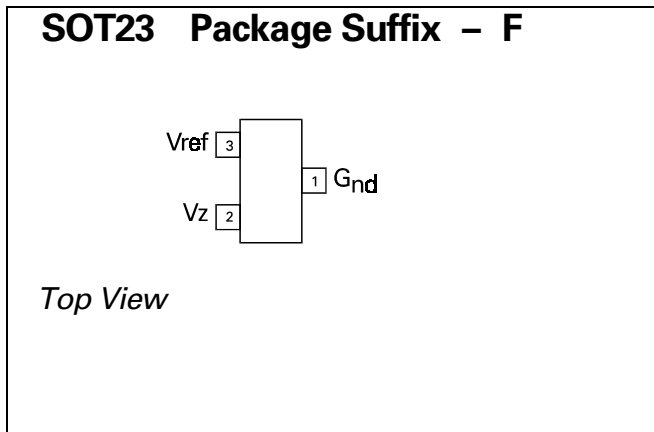 SOT23 Package Suffix – F
Vref 3
1 Gnd
Vz 2
Top View